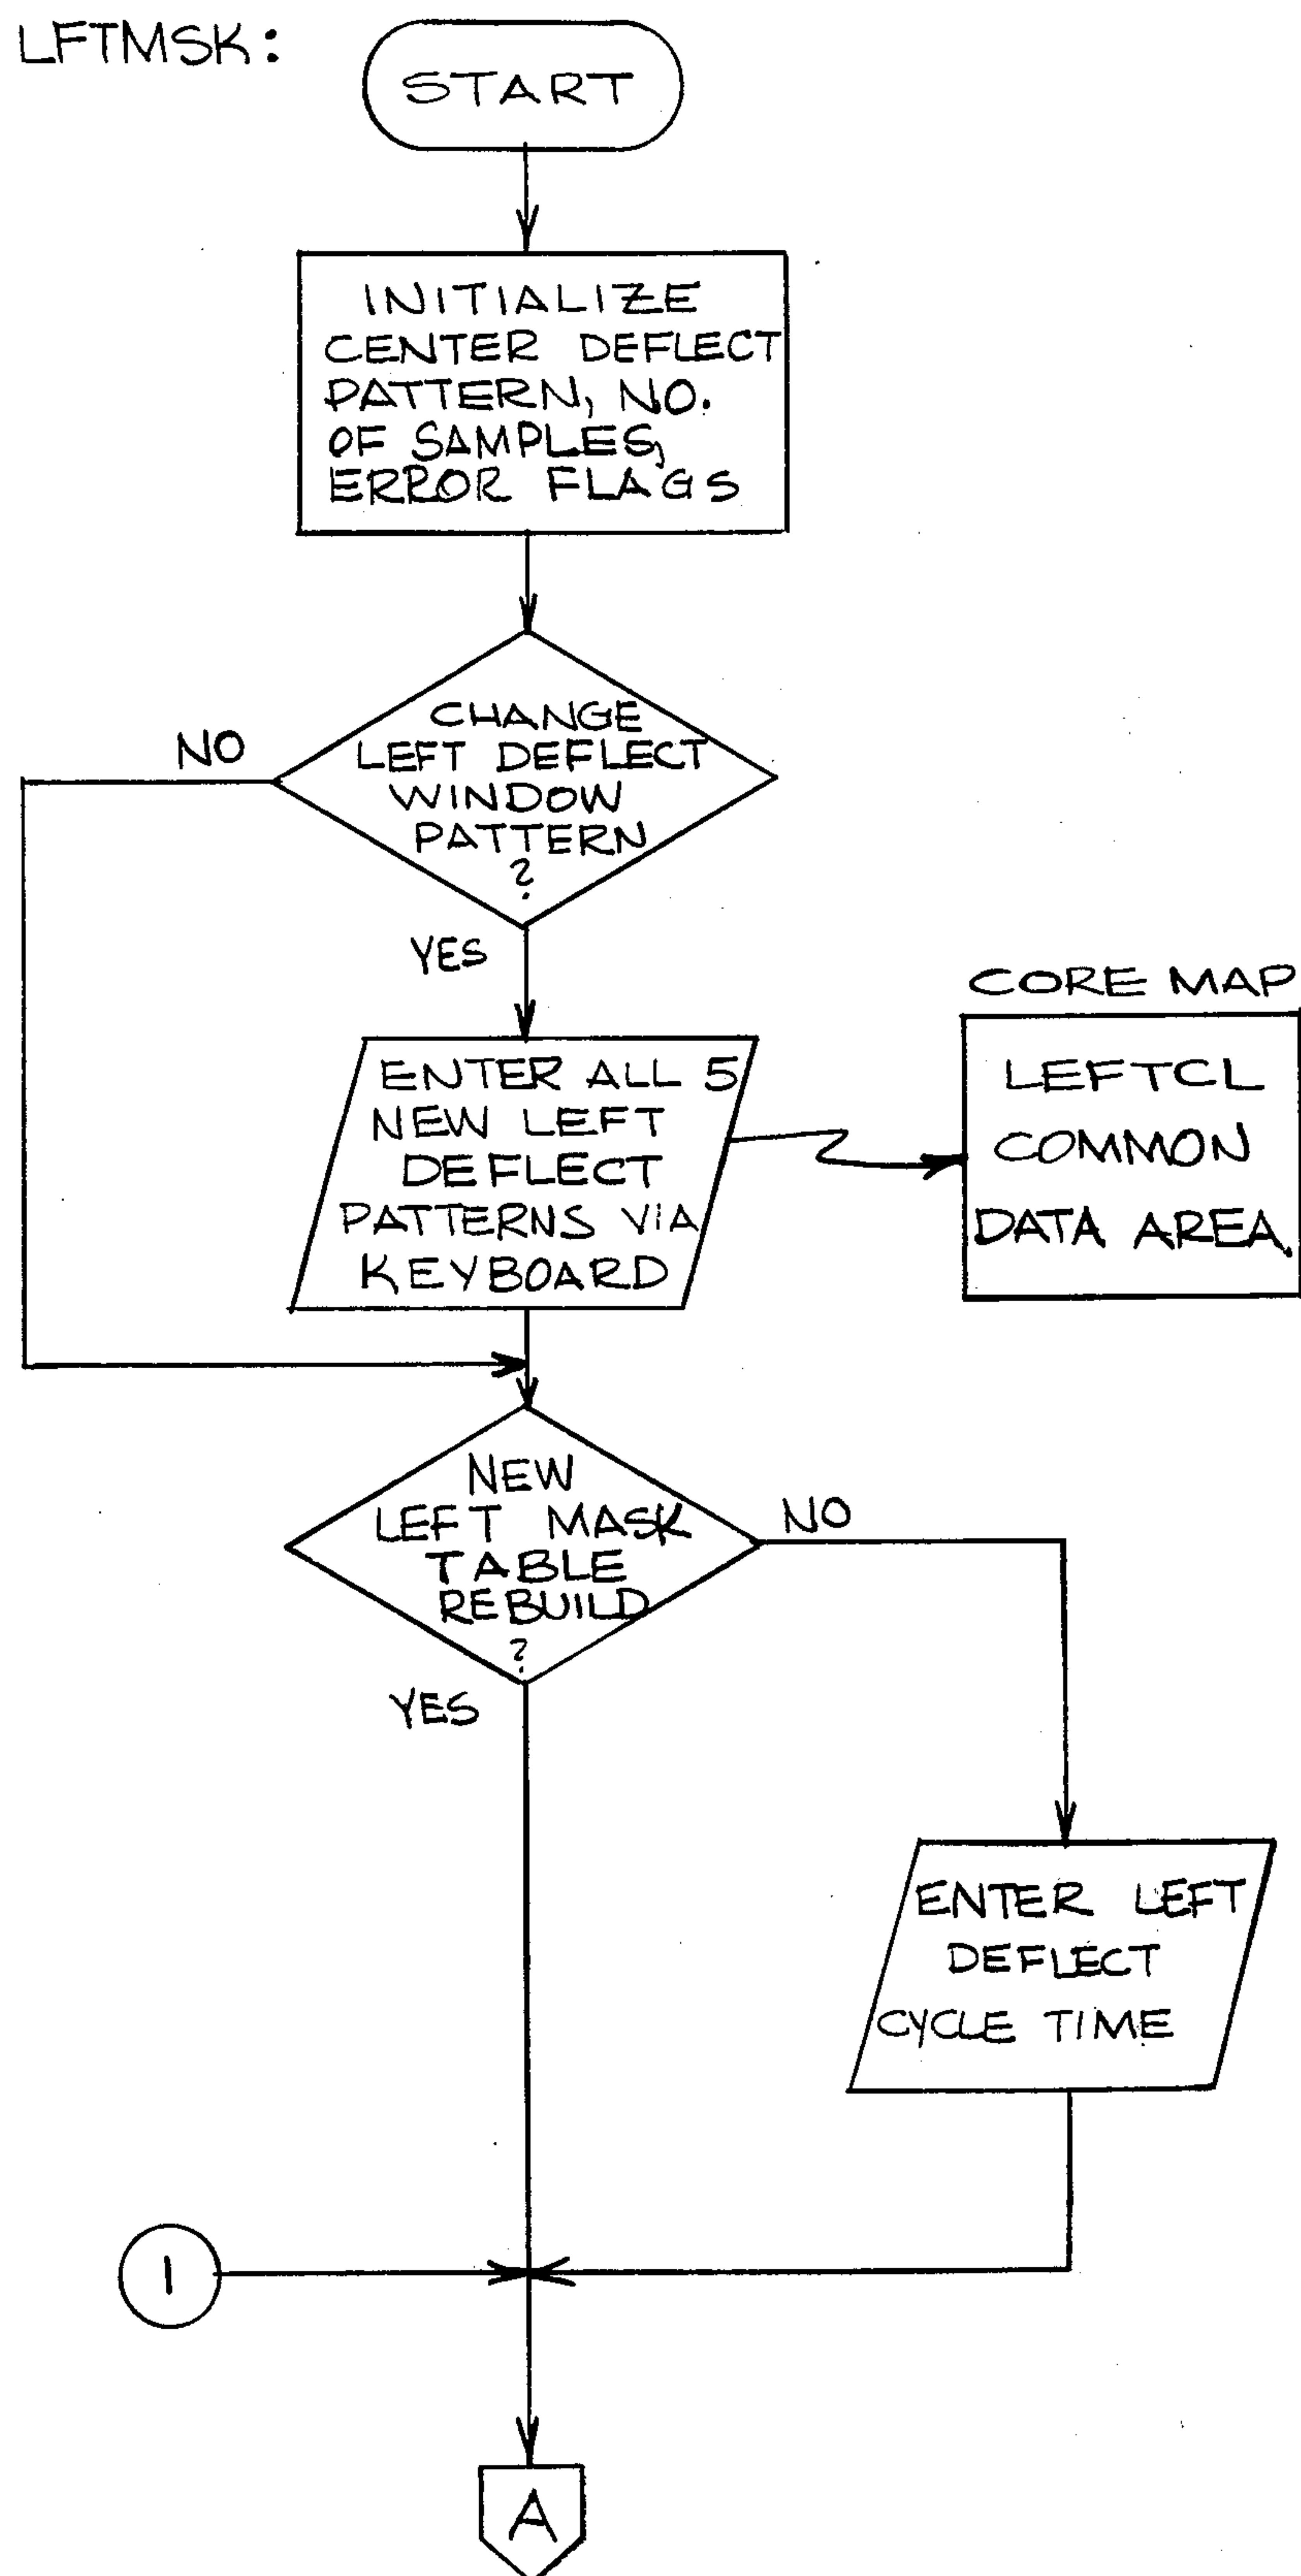 LFTMSK:
START
INITIALIZE
CENTER DEFLECT
PATTERN, NO.
OF SAMPLES,
ERROR FLAGS
CHANGE
LEFT DEFLECT
WINDOW
PATTERN
?
NO
YES
ENTER ALL 5
NEW LEFT
DEFLECT
PATTERNS VIA
KEYBOARD
CORE MAP
LEFTCL
COMMON
DATA AREA
NEW
LEFT MASK
TABLE
REBUILD
?
NO
YES
ENTER LEFT
DEFLECT
CYCLE TIME
1
A